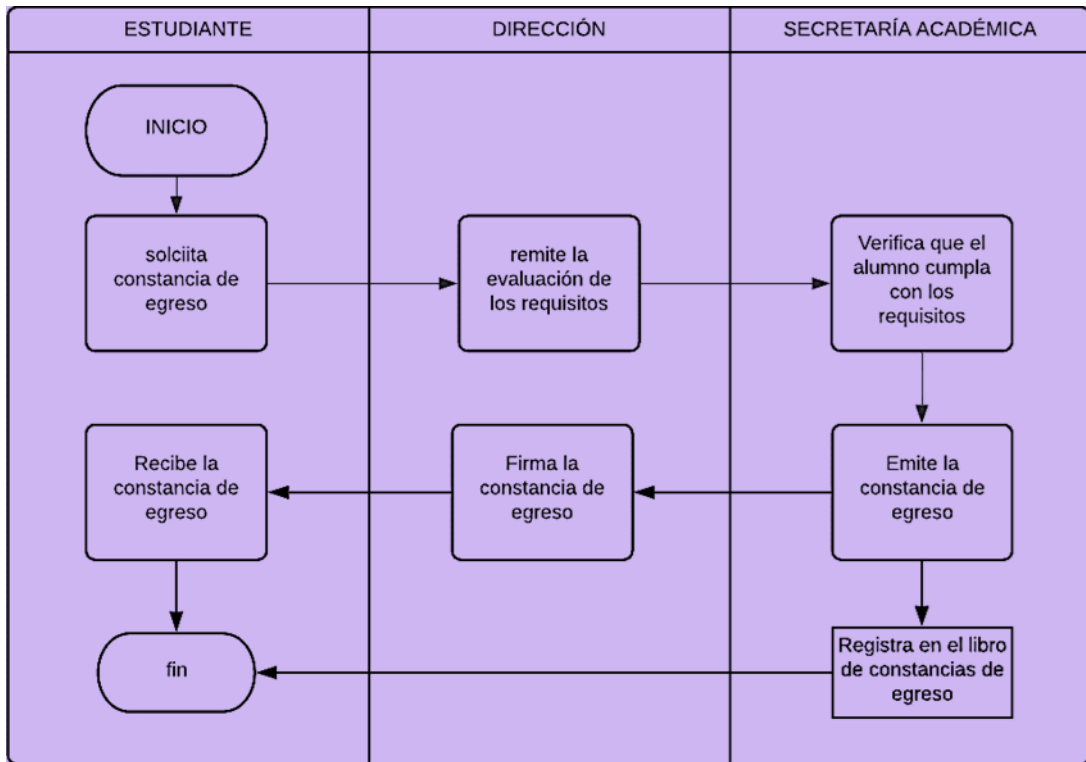 ESTUDIANTE
DIRECCIÓN
SECRETARÍA ACADÉMICA
INICIO
solciita
constancia de
egreso
remite la
evaluación de
los requisitos
Verifica que el
alumno cumpla
con los
requisitos
Recibe la
constancia de
egreso
Firma la
constancia de
egreso
Emite la
constancia de
egreso
fin
Registra en el libro
de constancias de
egreso